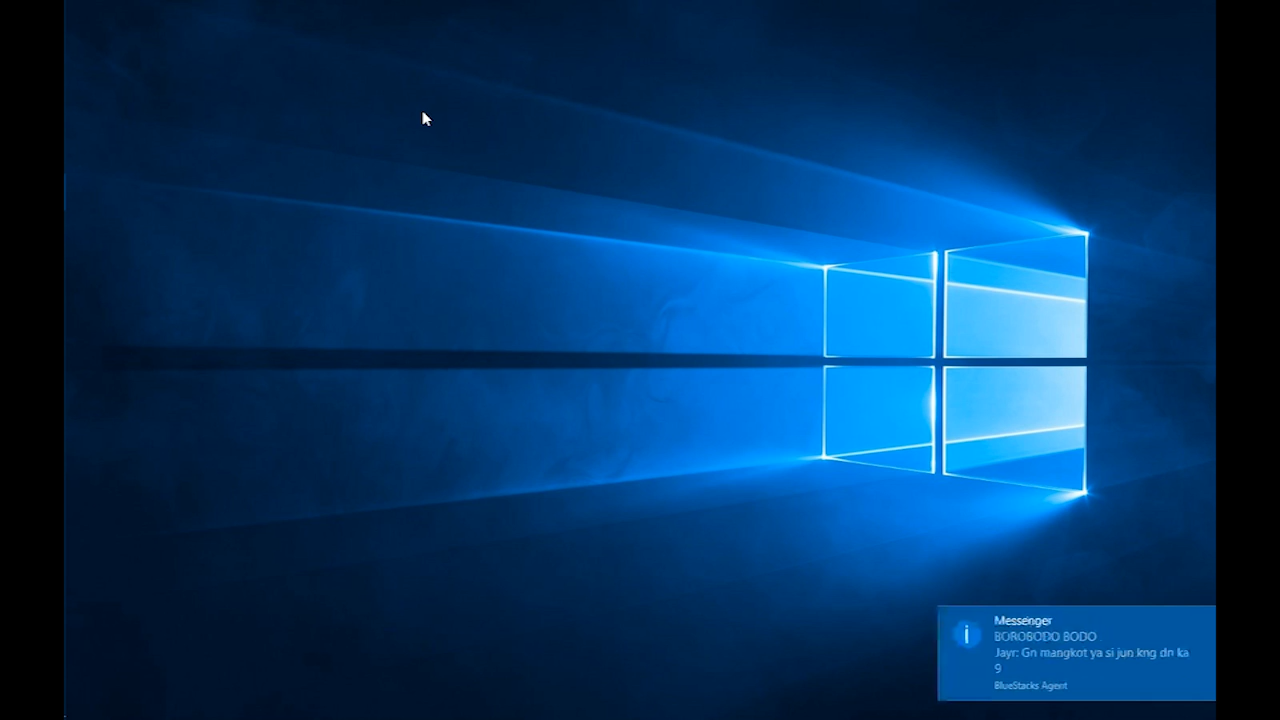 Messenger
BOROBODO BODO
Jayr: Gn mangkot ya si jun kng dn ka
9
BlueStacks Agent